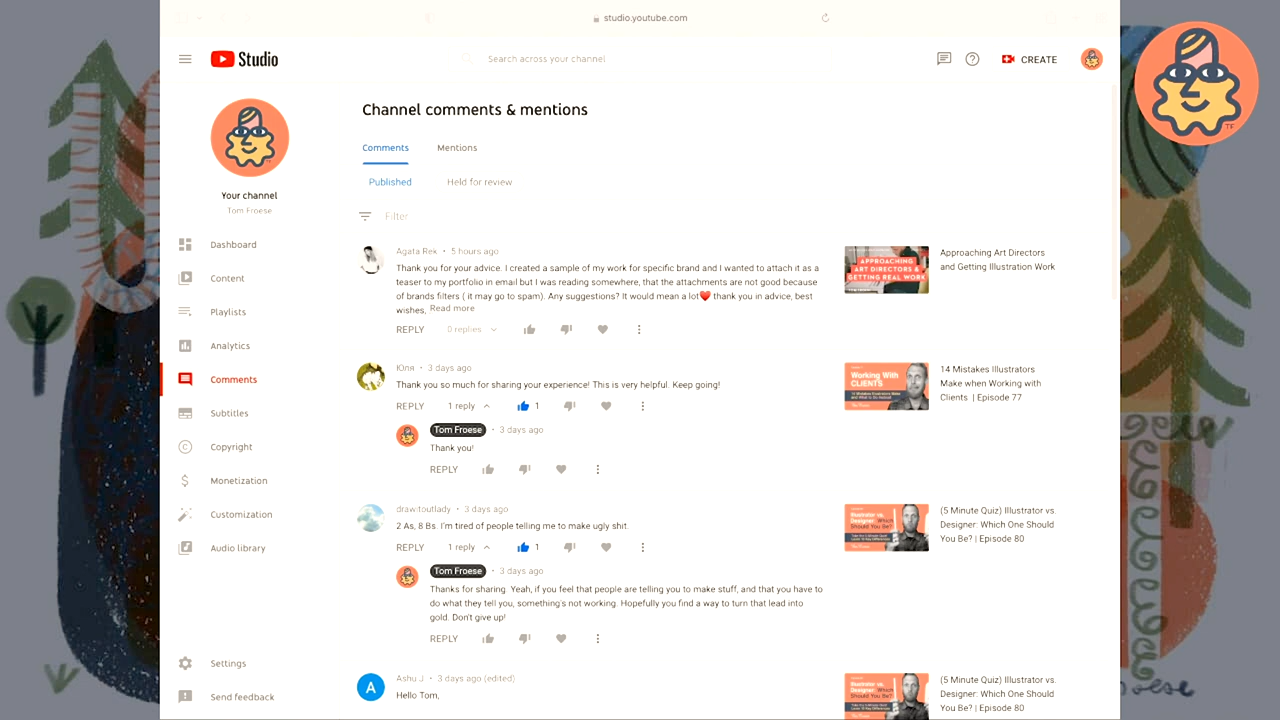 studio.youtube.com
Studio
Search across your channel
CREATE
TF
Your channel
Tom Froese
Dashboard
Content
Playlists
Analytics
Comments
Subtitles
Copyright
Monetization
Customization
Audio library
Settings
Send feedback
Channel comments & mentions
Comments
Mentions
Published
Held for review
Filter
Agata Rek • 5 hours ago
Thank you for your advice. I created a sample of my work for specific brand and I wanted to attach it as a
teaser to my portfolio in email but I was reading somewhere, that the attachments are not good because
of brands filters ( it may go to spam). Any suggestions? It would mean a lot❤️ thank you in advice, best
wishes, Read more
REPLY 0 replies
APPROACHING
ART DIRECTORS &
GETTING REAL WORK
Approaching Art Directors
and Getting Illustration Work
Юля • 3 days ago
Thank you so much for sharing your experience! This is very helpful. Keep going!
REPLY 1 reply 1
Tom Froese • 3 days ago
Thank you!
REPLY
Working With
CLIENTS
14 Mistakes Illustrators
Make when Working with
Clients | Episode 77
drawitoutlady • 3 days ago
2 As, 8 Bs. I'm tired of people telling me to make ugly shit.
REPLY 1 reply 1
Tom Froese • 3 days ago
Thanks for sharing Yeah, if you feel that people are telling you to make stuff, and that you have to
do what they tell you, something's not working. Hopefully you find a way to turn that lead into
gold. Don't give up!
REPLY
Illustrator vs.
Designer: Which
Should You Be?
(5 Minute Quiz) Illustrator vs.
Designer: Which One Should
You Be? | Episode 80
A
Ashu J • 3 days ago (edited)
Hello Tom,
Illustrator vs.
Designer: Which
Should You Be?
(5 Minute Quiz) Illustrator vs.
Designer: Which One Should
You Be? | Episode 80
TF